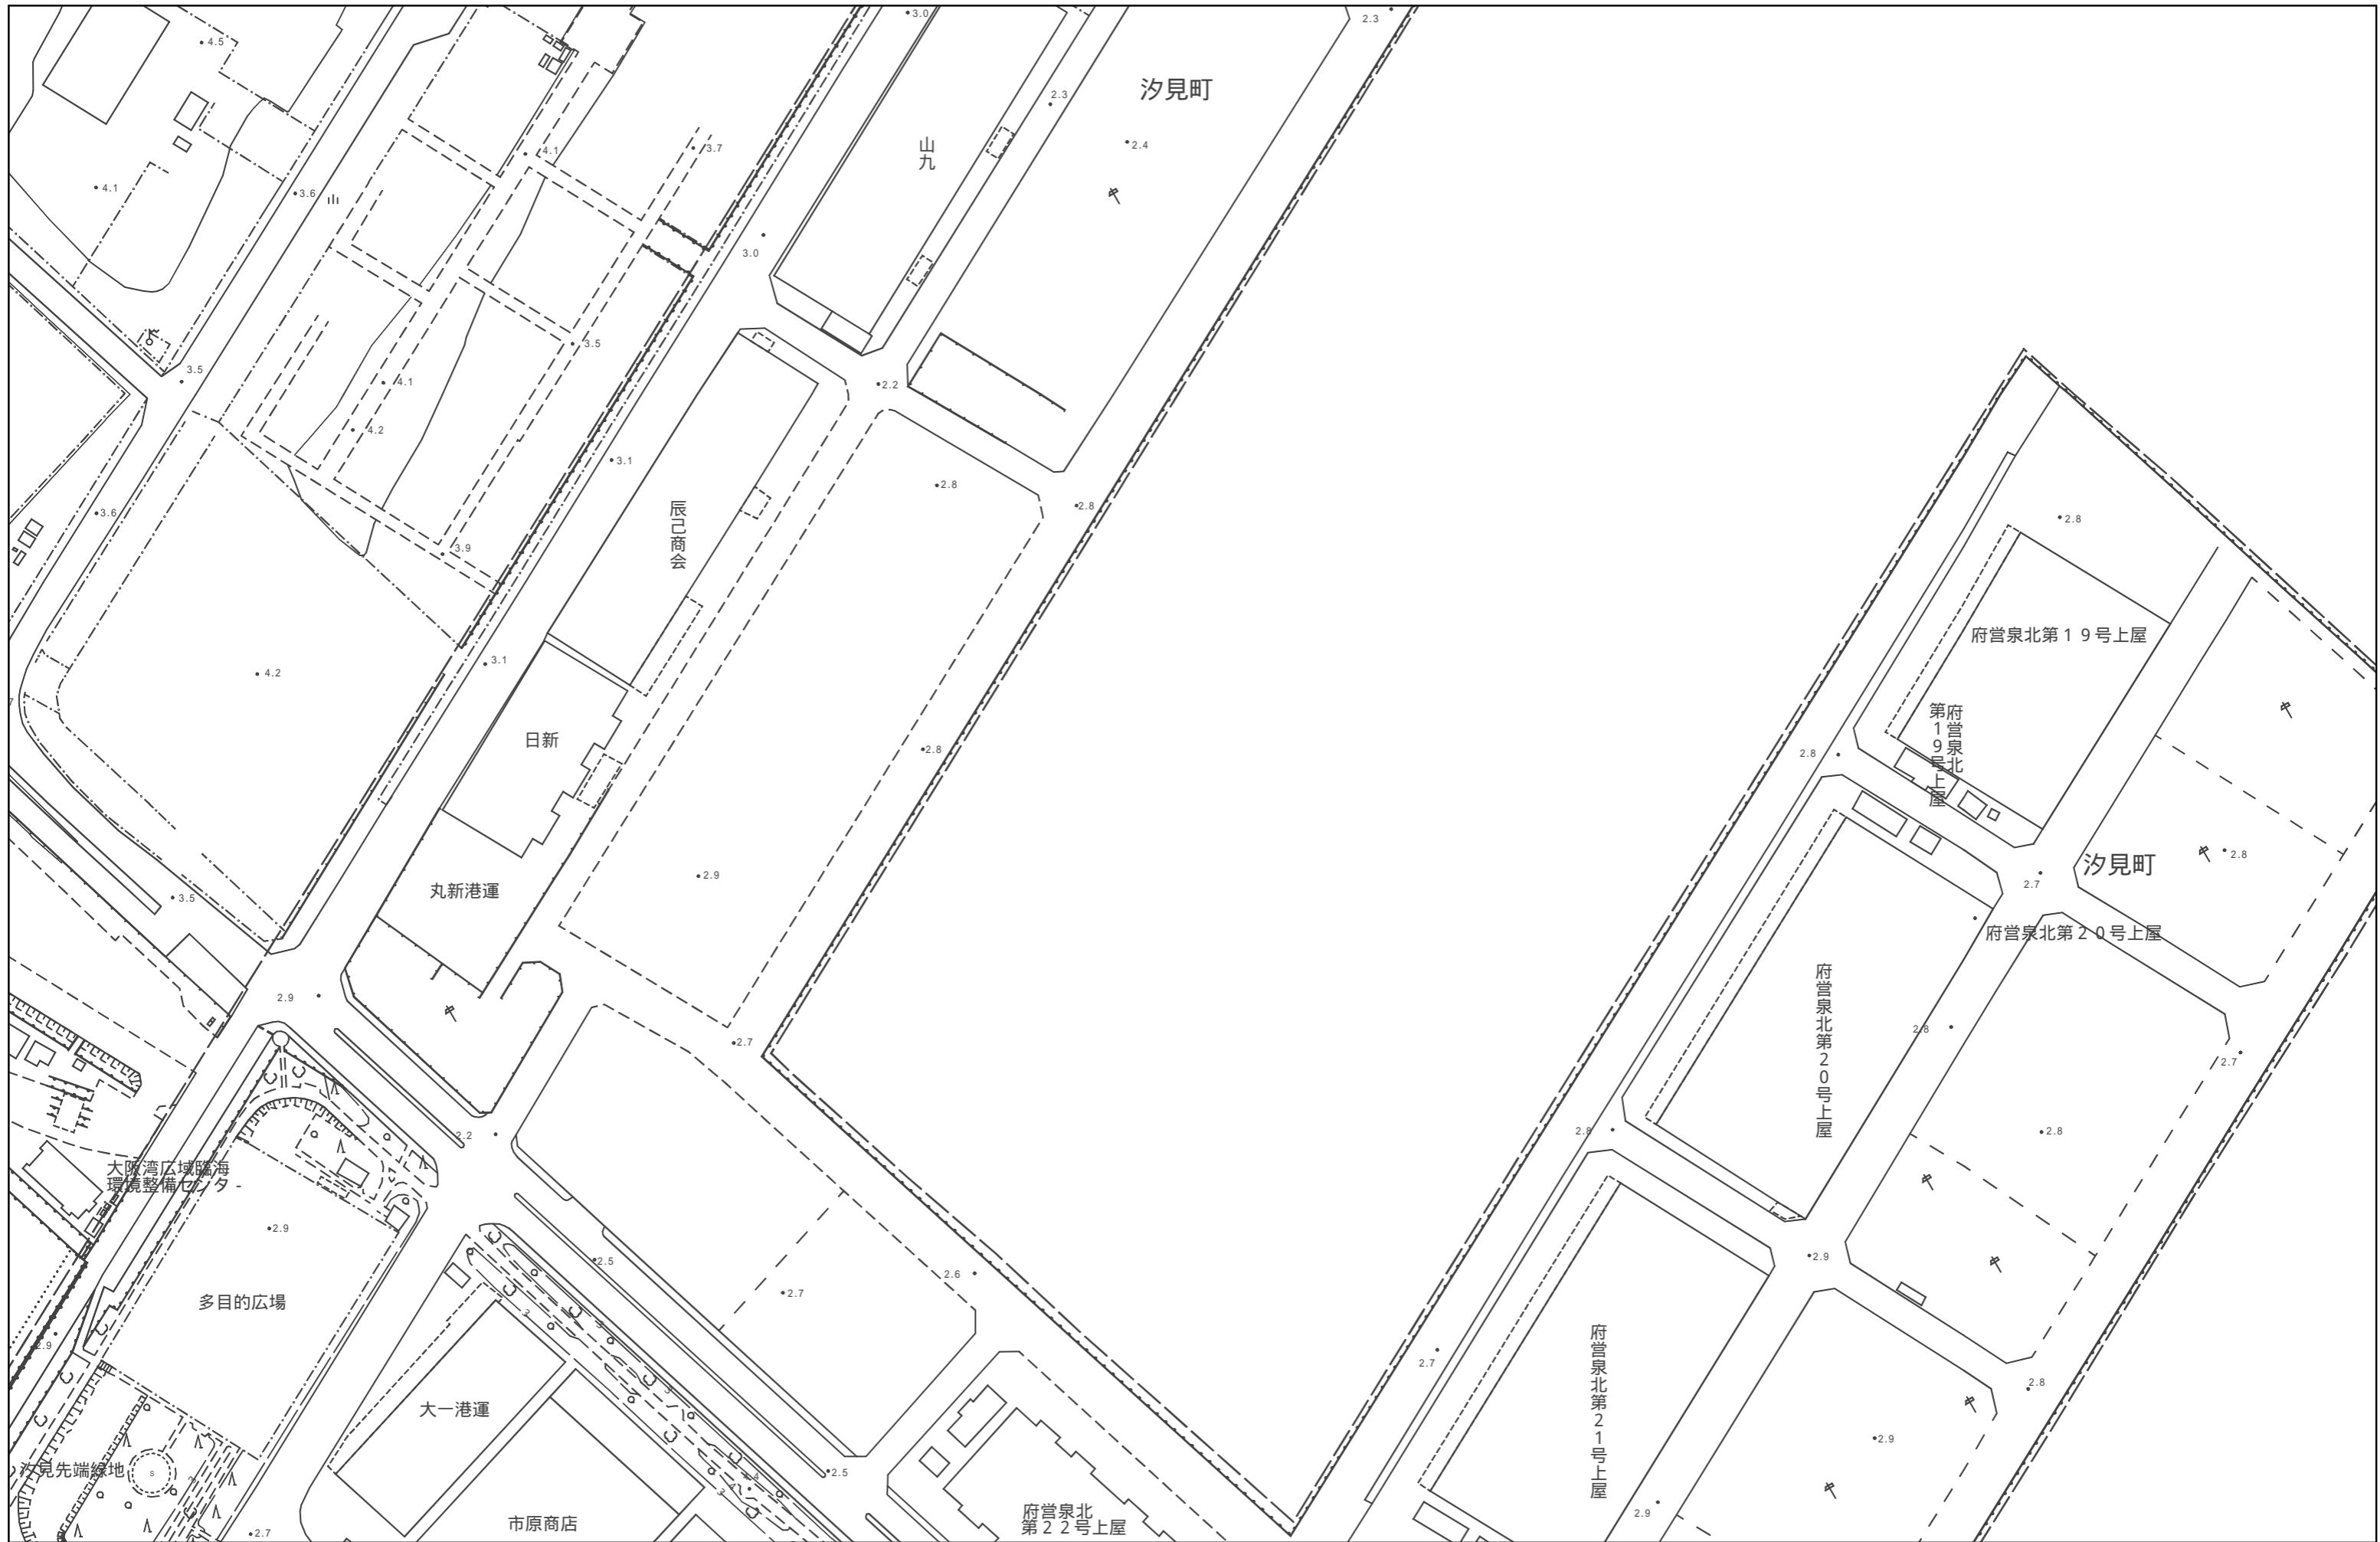 4.5
3.0
2.3
汐見町
2.3
2.4
山九
4.1
3.7
4.1
3.6
3.0
3.5
3.5
2.2
4.1
4.2
3.1
2.8
2.8
辰己商会
3.6
3.9
2.8
府営泉北第１９号上屋
3.1
4.2
7
日新
2.8
府営泉北
第１９号上屋
2.8
2.8
汐見町
2.7
2.9
丸新港運
3.5
府営泉北第２０号上屋
府営泉北第２０号上屋
2.9
2.8
2.7
2.7
2.2
2.8
2.8
大阪湾広域臨海
環境整備センタ-
2.9
2.5
2.6
2.9
2.7
多目的広場
2.9
2.7
府営泉北第２１号上屋
2.8
大一港運
2.9
汐見先端緑地
s
4.4
2.5
2.9
府営泉北
第２２号上屋
市原商店
2.7